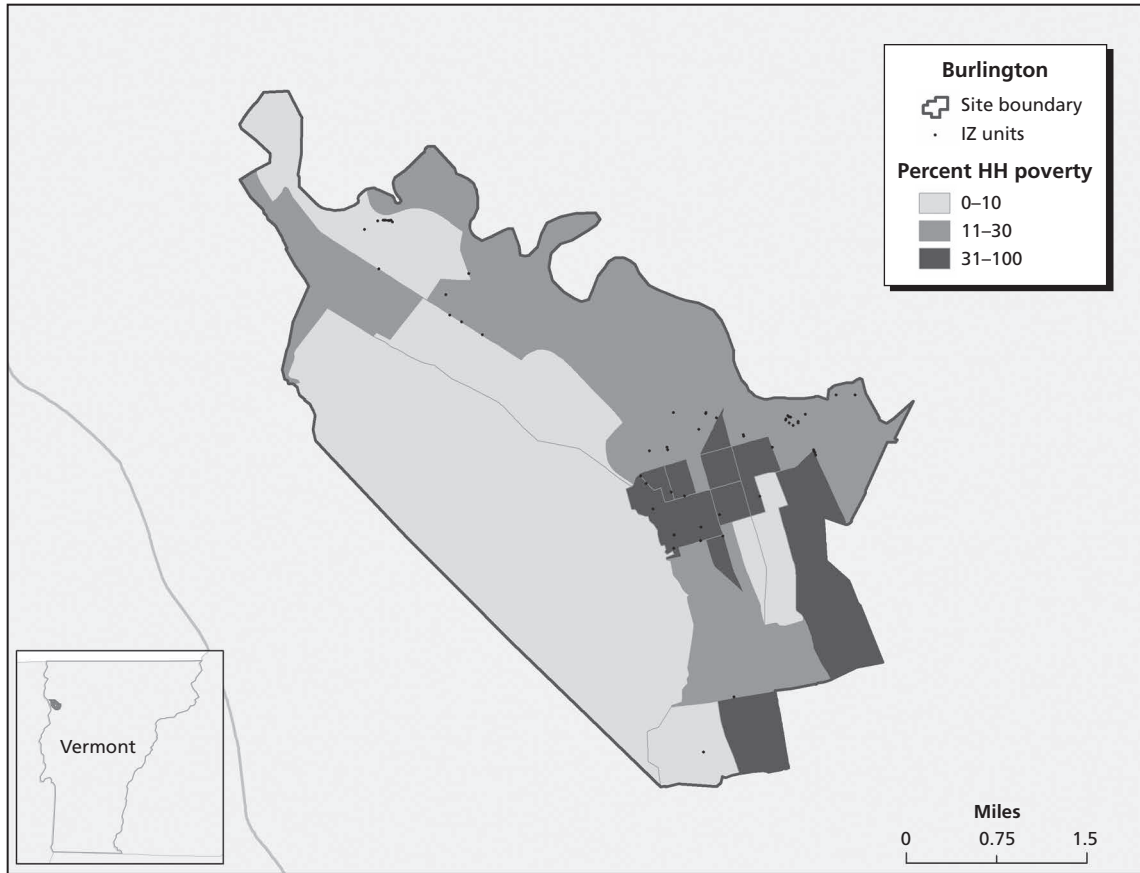 Burlington
Site boundary
IZ units
Percent HH poverty
0–10
11–30
31–100
Vermont
Miles
0 0.75 1.5